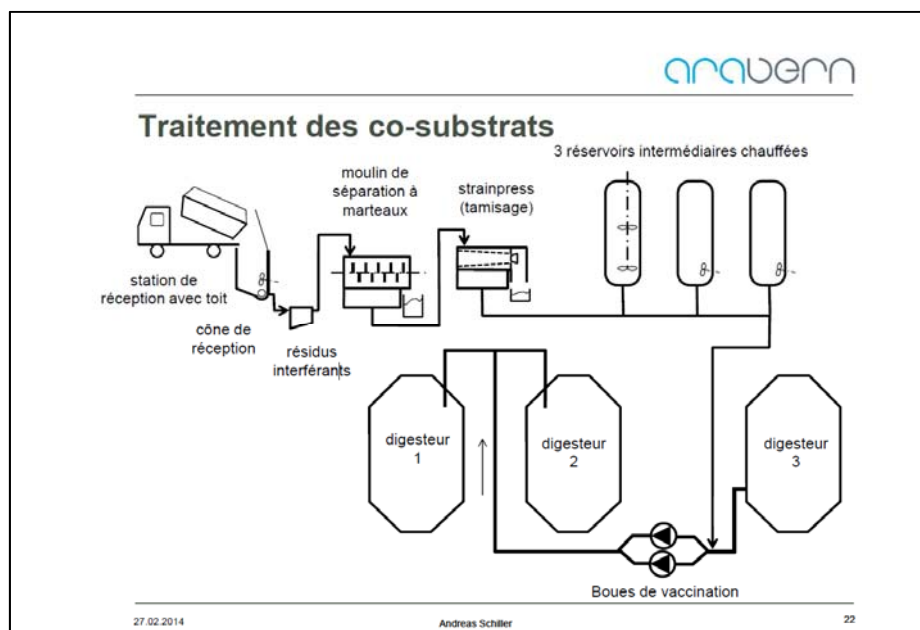 arabern
Traitement des co-substrats
3 réservoirs intermédiaires chauffées
moulin de
séparation à
marteaux
strainpress
(tamisage)
station de
réception avec toit
cône de
réception
résidus
interférants
digesteur
1
digesteur
2
digesteur
3
Boues de vaccination
27.02.2014
Andreas Schiller
22